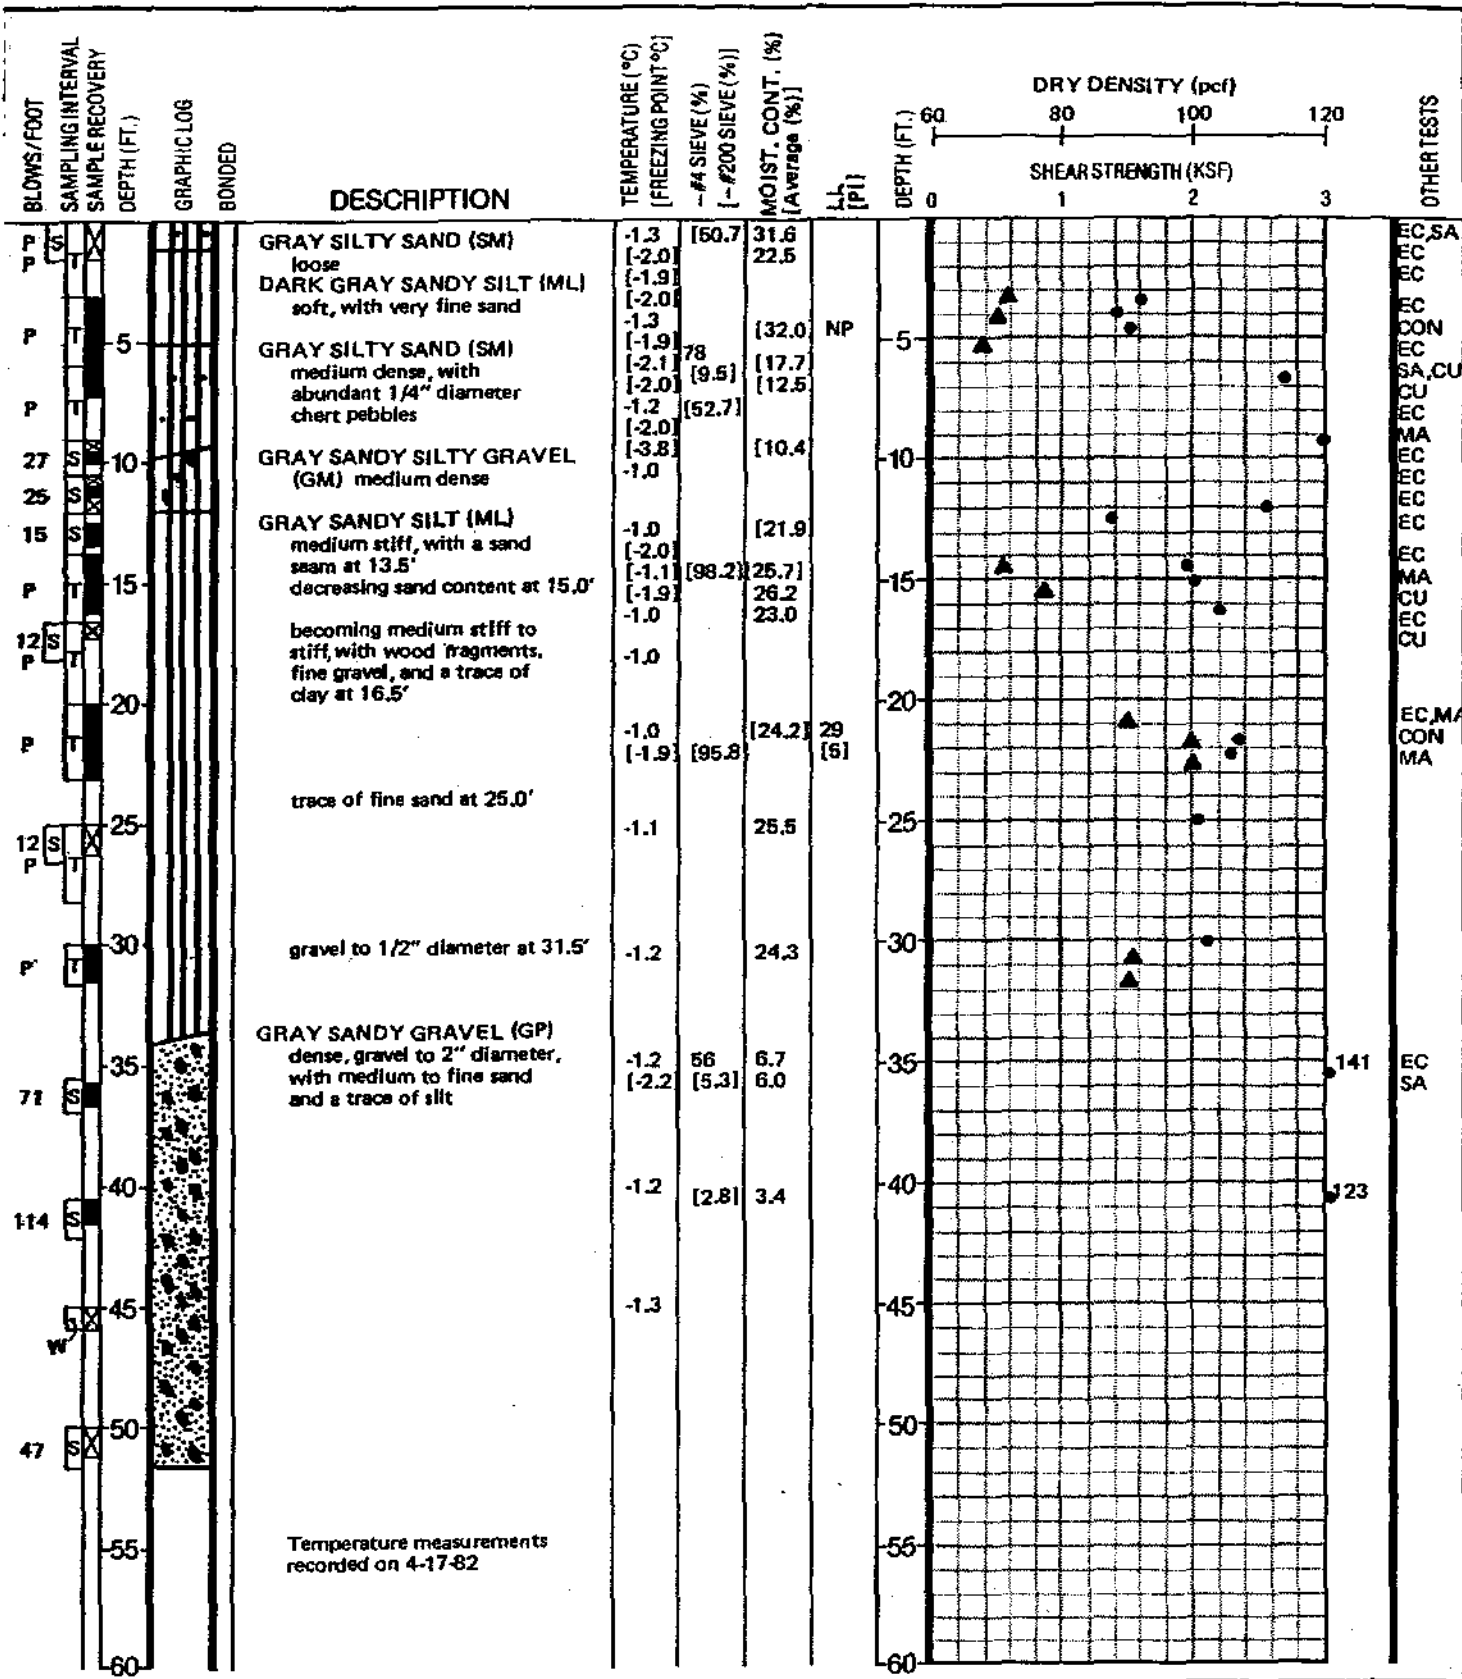 BLOWS/FOOT
SAMPLING INTERVAL
SAMPLE RECOVERY
DEPTH (FT.)
GRAPHIC LOG
BONDED
DESCRIPTION
TEMPERATURE (°C)
[FREEZING POINT °C]
-#4 SIEVE (%)
[-#200 SIEVE (%)]
MOIST. CONT. (%)
[Average (%)]
LL
[PI]
DEPTH (FT.)
DRY DENSITY (pcf)
60 80 100 120
SHEAR STRENGTH (KSF)
0 1 2 3
OTHER TESTS
P S GRAY SILTY SAND (SM) -1.3 [50.7] 31.6 EC,SA
P T loose [-2.0] 22.5 EC
DARK GRAY SANDY SILT (ML) [-1.9] EC
soft, with very fine sand [-2.0] EC
P T -1.3 [32.0] NP CON
5 GRAY SILTY SAND (SM) [-1.9] 78 5 EC
medium dense, with [-2.1] [9.5] [17.7] SA,CU
abundant 1/4" diameter [-2.0] [12.5] CU
P T chert pebbles -1.2 [52.7] EC
[-2.0] MA
27 S 10 GRAY SANDY SILTY GRAVEL [-3.8] [10.4] 10 EC
(GM) medium dense -1.0 EC
25 S EC
15 S GRAY SANDY SILT (ML) -1.0 [21.9] EC
medium stiff, with a sand [-2.0] EC
seam at 13.5' [-1.1] [98.2] [25.7] MA
P T 15 decreasing sand content at 15.0' [-1.9] 26.2 15 CU
-1.0 23.0 EC
12 S becoming medium stiff to CU
P T stiff, with wood fragments, -1.0
fine gravel, and a trace of
clay at 16.5'
20 20 EC,MA
P T -1.0 [24.2] 29 CON
[-1.9] [95.8] [5] MA
trace of fine sand at 25.0'
25 -1.1 25.5 25
12 S
P T
30 gravel to 1/2" diameter at 31.5' -1.2 24.3 30
P T
GRAY SANDY GRAVEL (GP)
35 dense, gravel to 2" diameter, -1.2 56 6.7 35 141 EC
71 S with medium to fine sand [-2.2] [5.3] 6.0 SA
and a trace of silt
40 -1.2 [2.8] 3.4 40 123
114 S
45 -1.3 45
W
50 50
47 S
Temperature measurements
55 recorded on 4-17-82 55
60 60